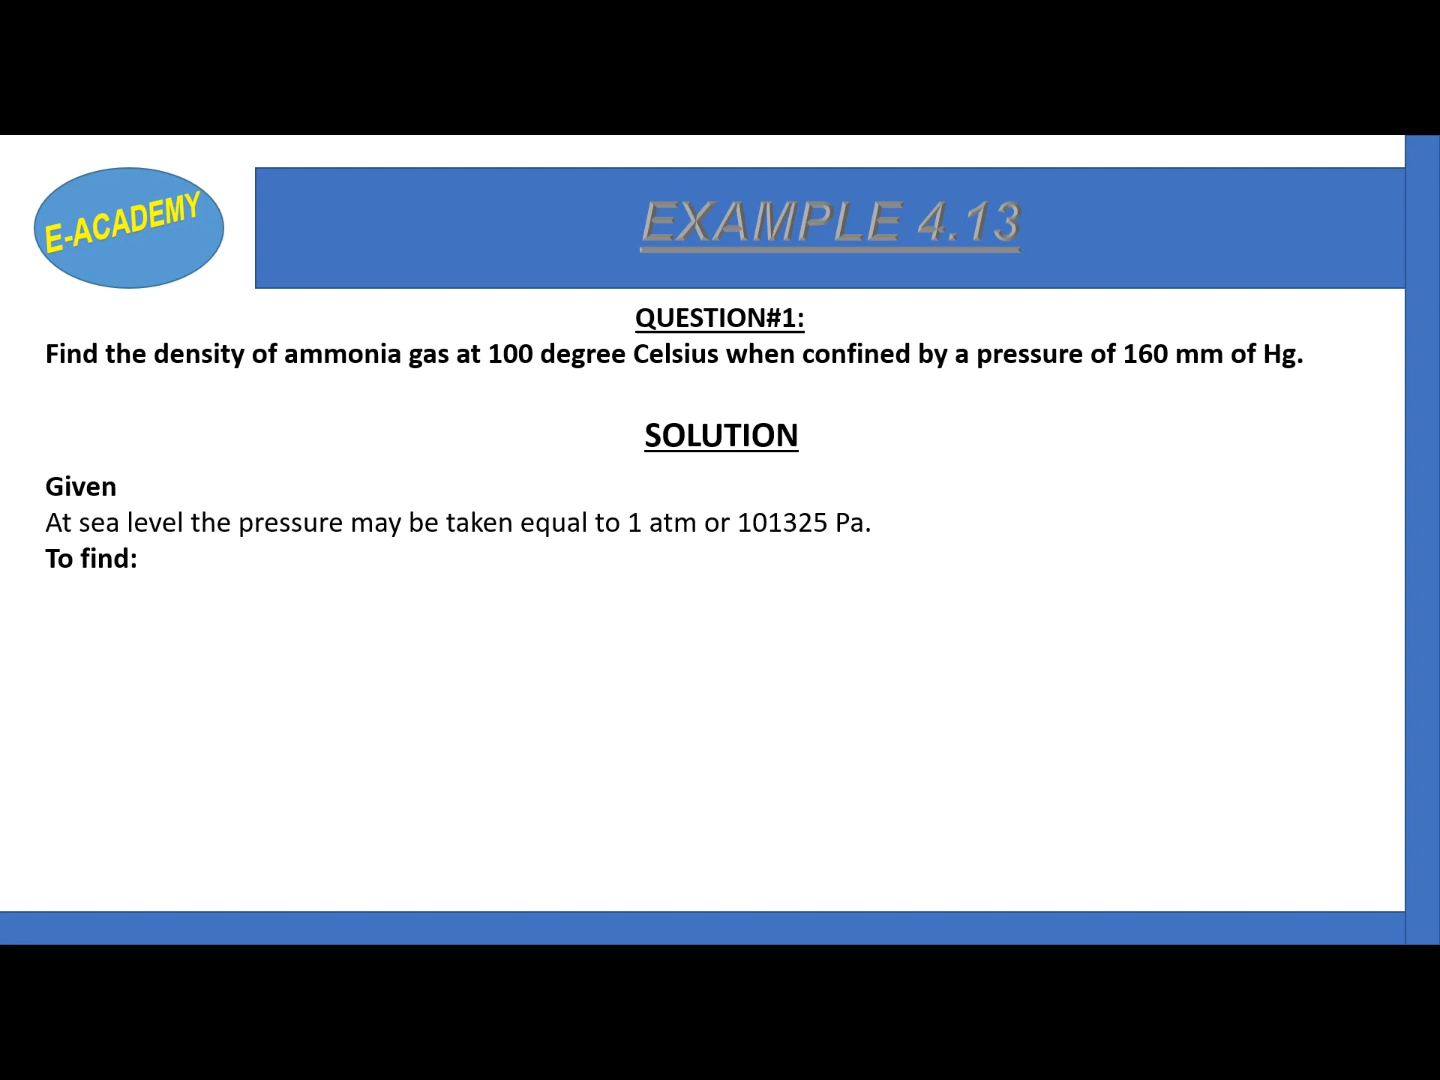 E-ACADEMY
EXAMPLE 4.13
QUESTION#1:
Find the density of ammonia gas at 100 degree Celsius when confined by a pressure of 160 mm of Hg.
SOLUTION
Given
At sea level the pressure may be taken equal to 1 atm or 101325 Pa.
To find: